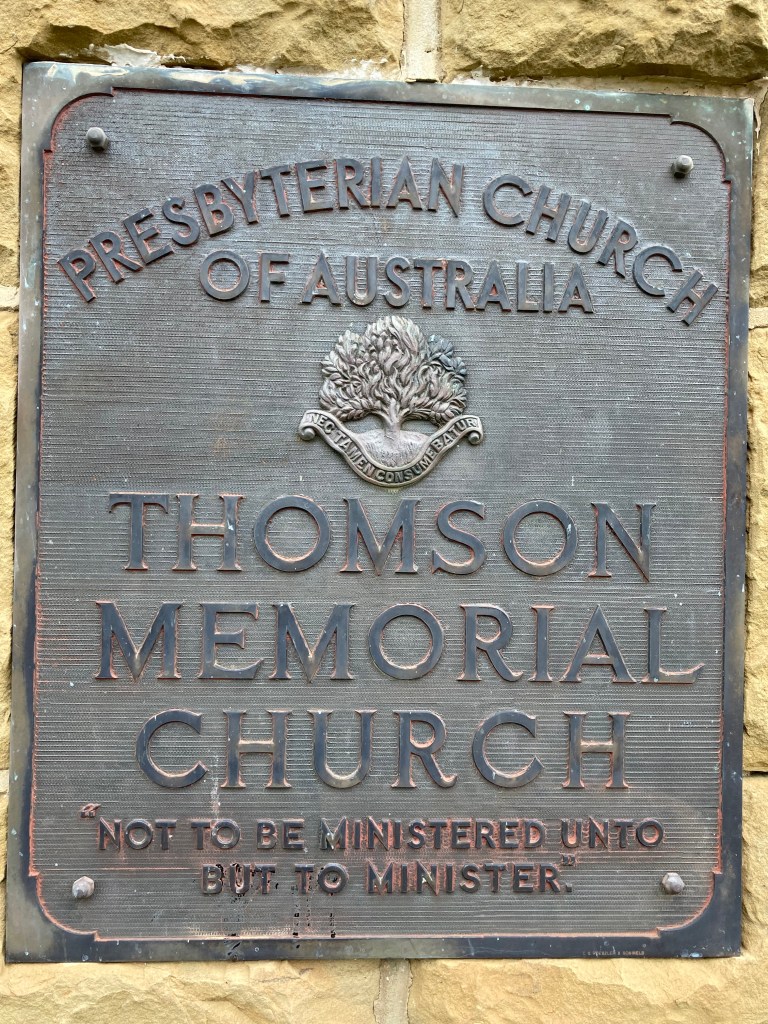 PRESBYTERIAN CHURCH
OF AUSTRALIA
NEC TAMEN CONSUMEBATUR
THOMSON
MEMORIAL
CHURCH
"NOT TO BE MINISTERED UNTO
BUT TO MINISTER."